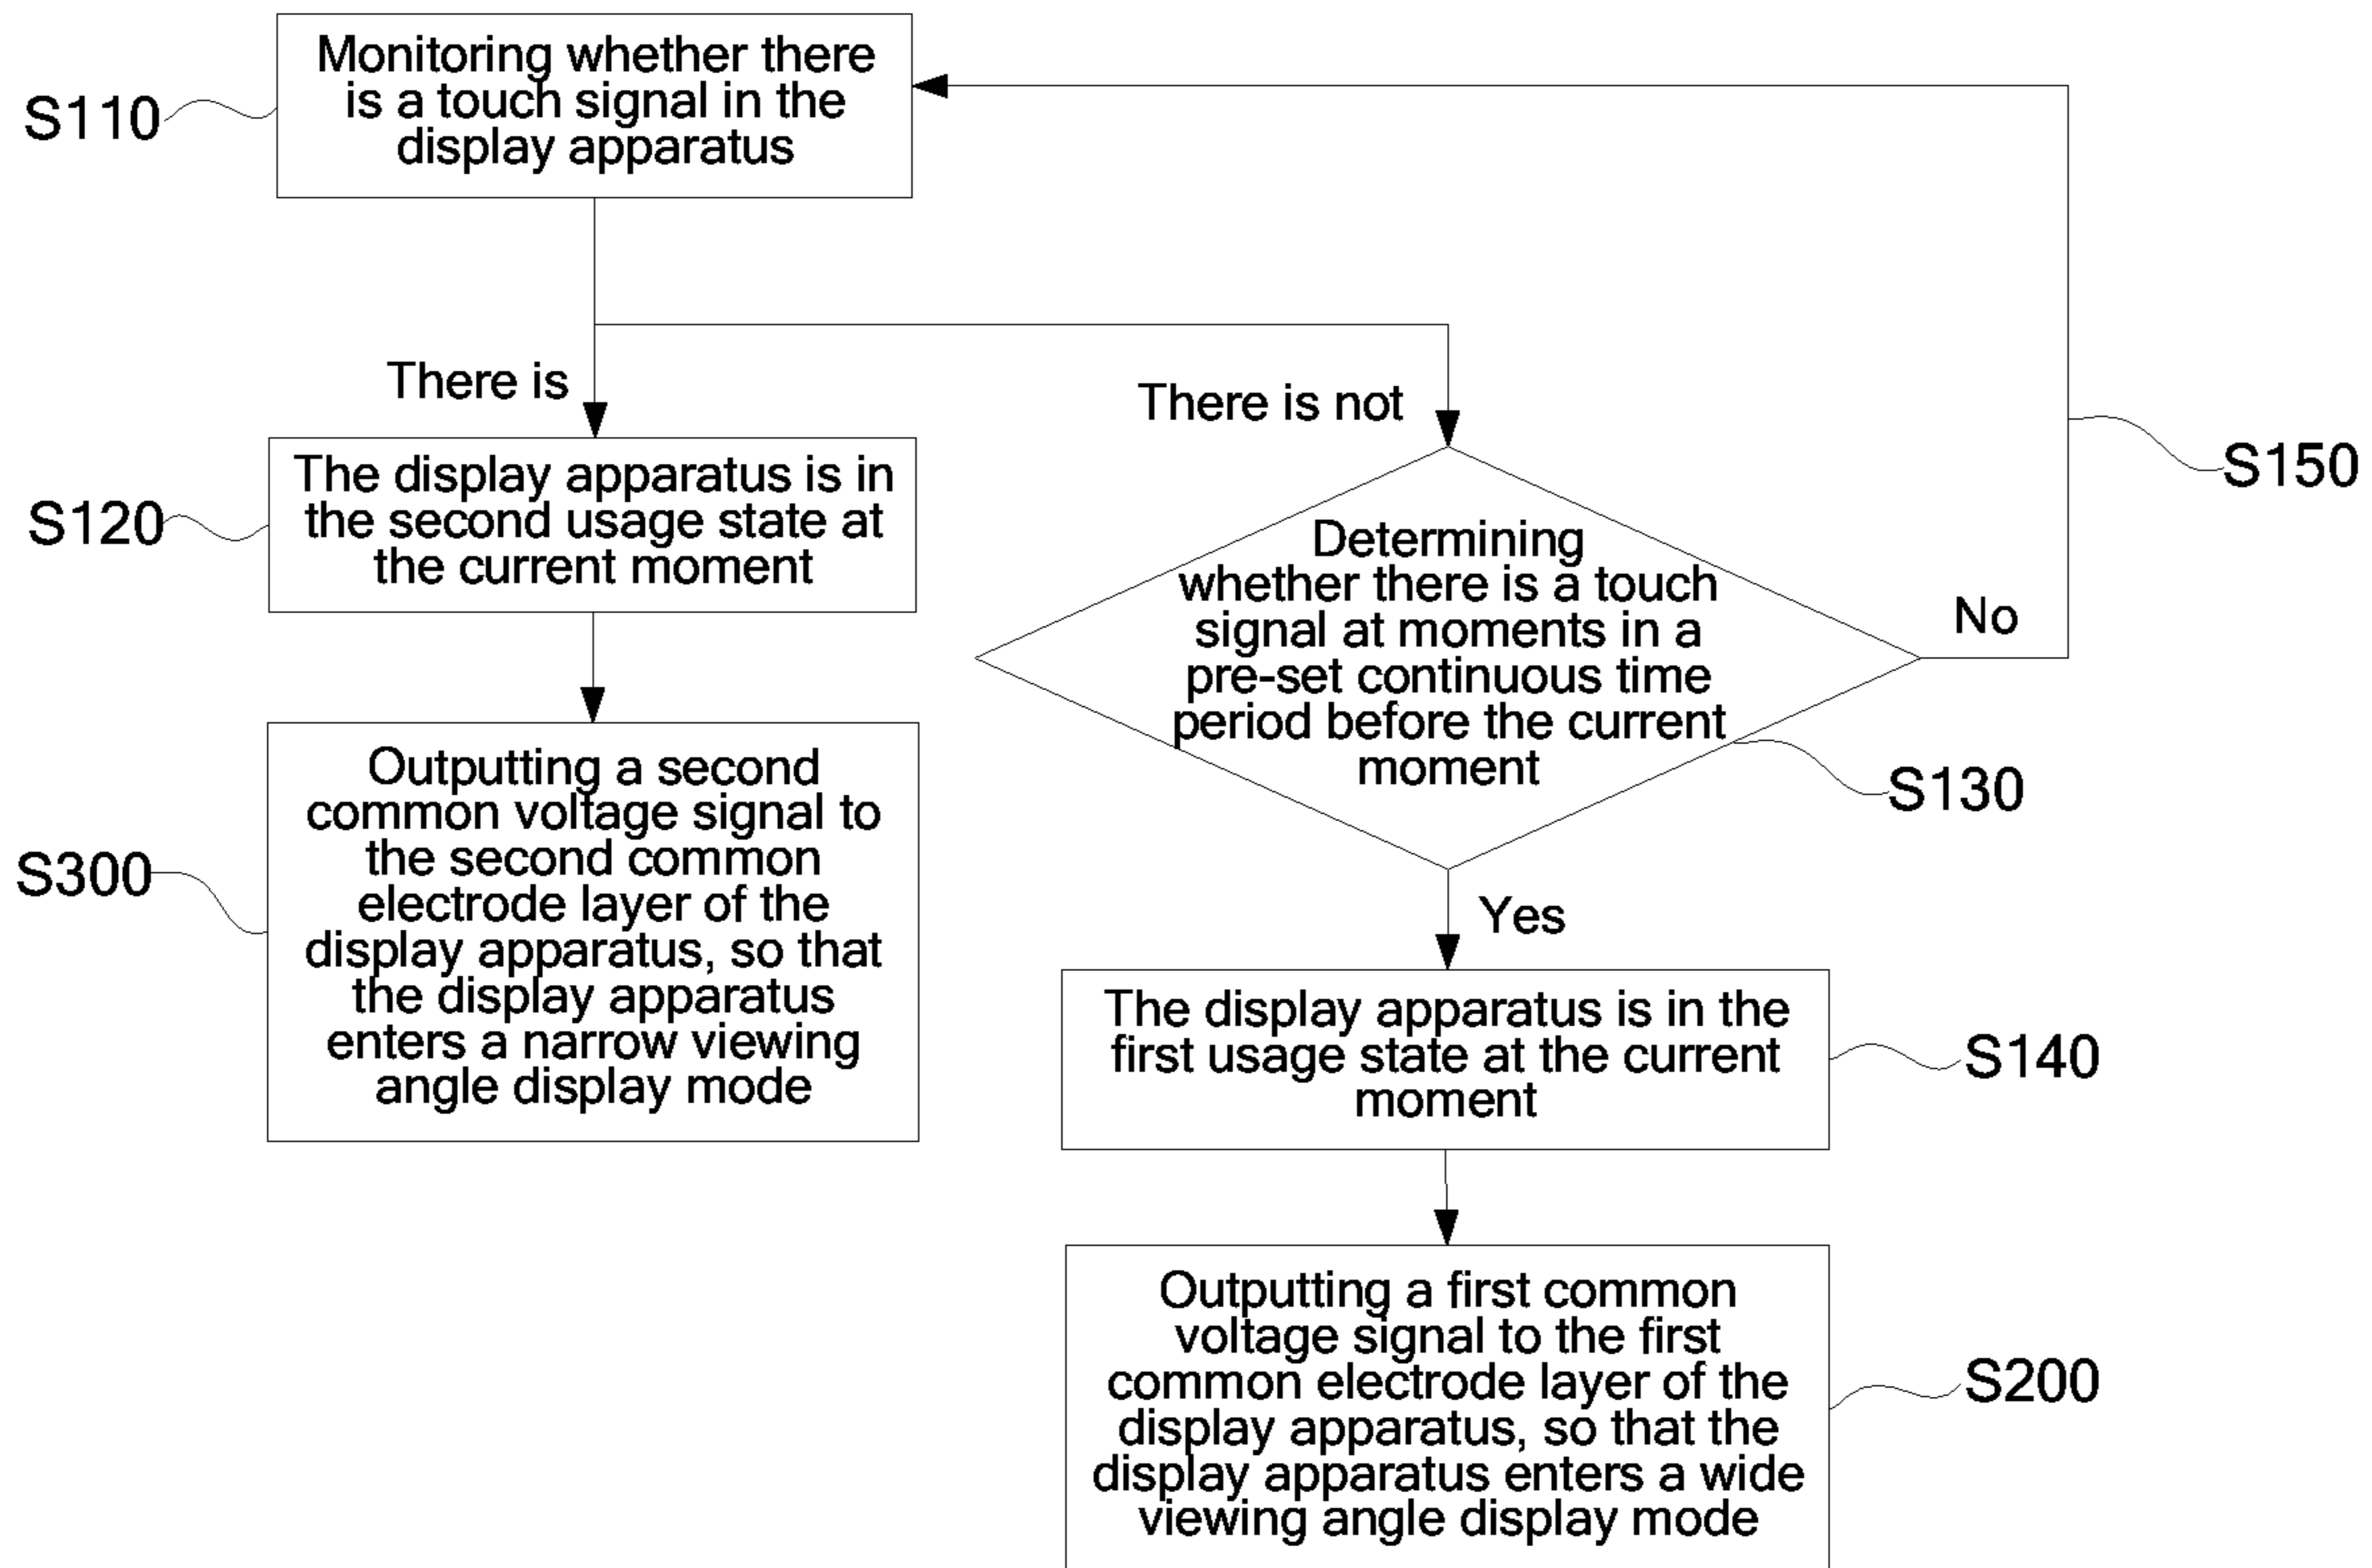 S110
Monitoring whether there
is a touch signal in the
display apparatus
There is
There is not
S120
The display apparatus is in
the second usage state at
the current moment
S150
Determining
whether there is a touch
signal at moments in a
pre-set continuous time
period before the current
moment
No
S130
S300
Outputting a second
common voltage signal to
the second common
electrode layer of the
display apparatus, so that
the display apparatus
enters a narrow viewing
angle display mode
Yes
The display apparatus is in the
first usage state at the current
moment
S140
Outputting a first common
voltage signal to the first
common electrode layer of the
display apparatus, so that the
display apparatus enters a wide
viewing angle display mode
S200